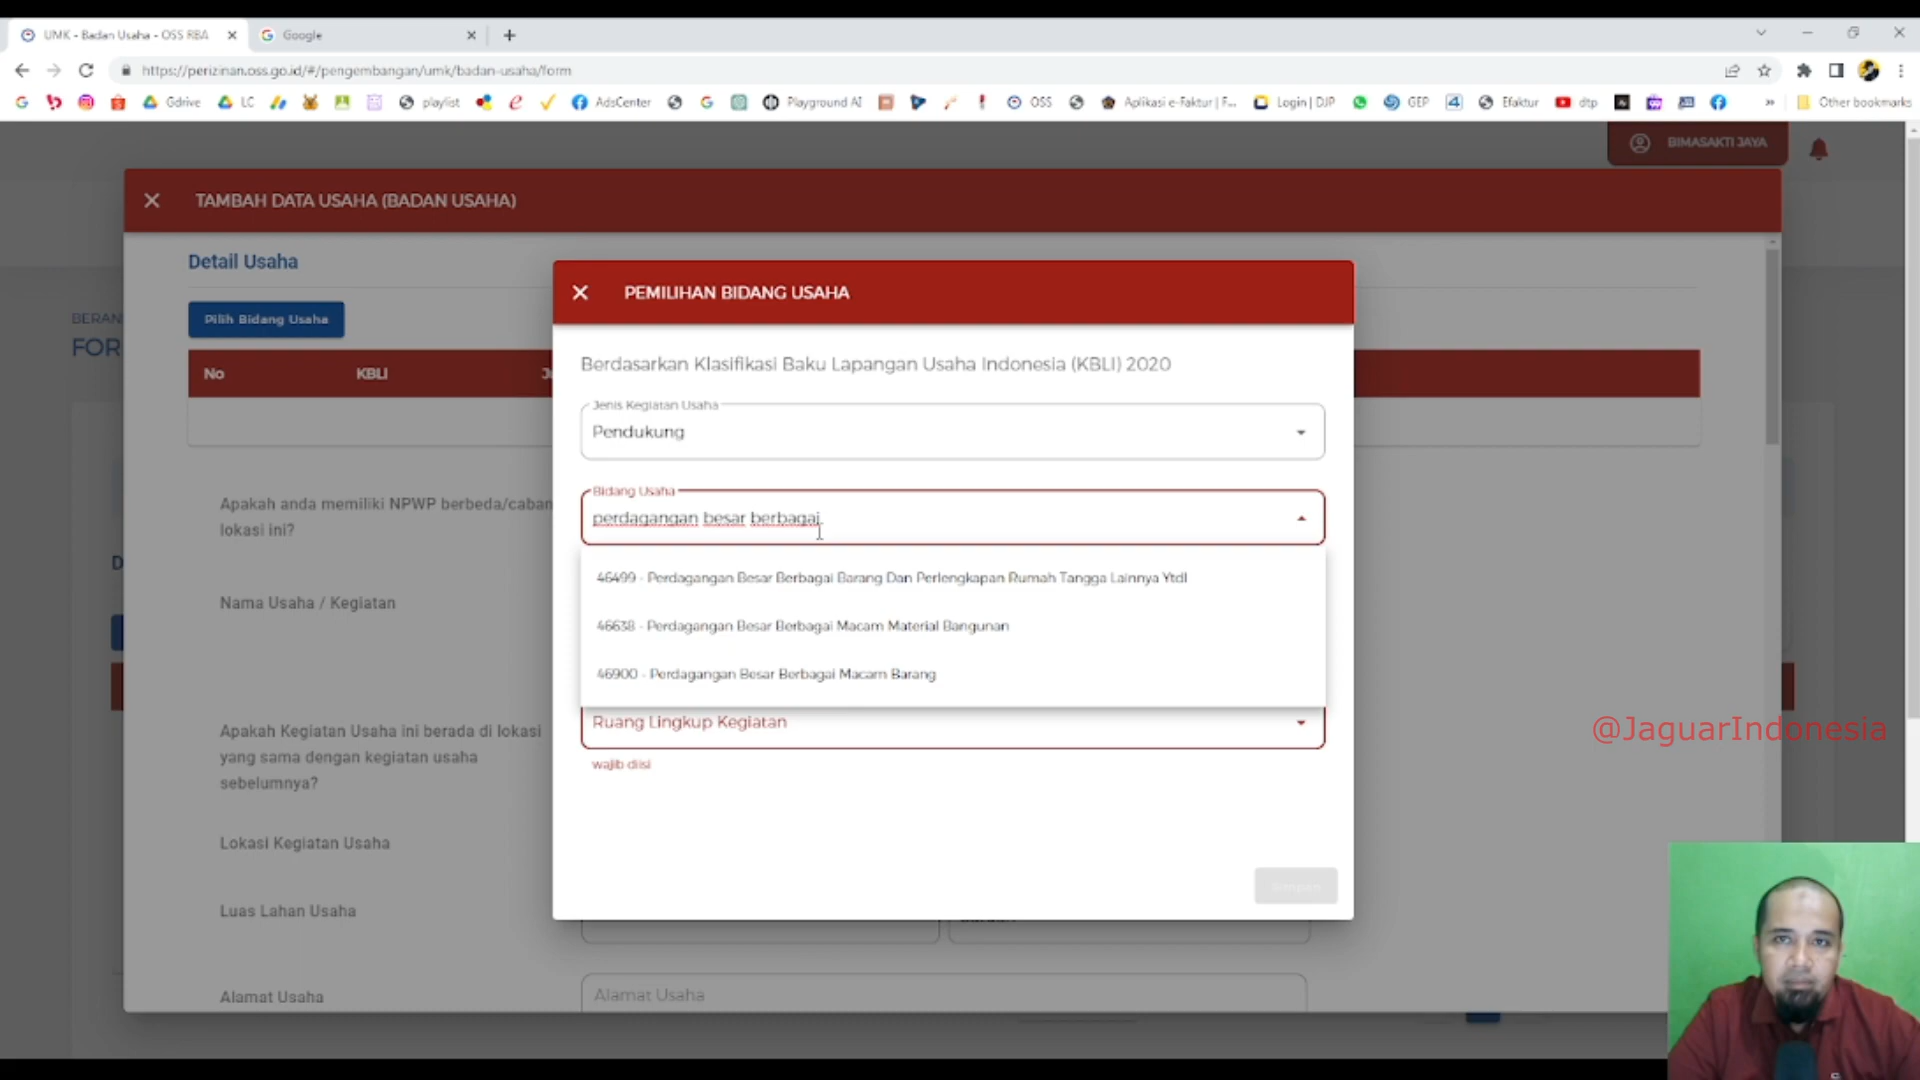 UMK - Badan Usaha - OSS RBA
Google
https://perizinan.oss.go.id/#/pengembangan/umk/badan-usaha/form
Gdrive LC playlist AdsCenter Playground AI OSS Aplikasi e-Faktur | F... Login | DJP GEP Efaktur dtp » Other bookmarks
BIMASAKTI JAYA
TAMBAH DATA USAHA (BADAN USAHA)
Detail Usaha
Pilih Bidang Usaha
BERAN
FOR
No KBLI
PEMILIHAN BIDANG USAHA
Berdasarkan Klasifikasi Baku Lapangan Usaha Indonesia (KBLI) 2020
Jenis Kegiatan Usaha
Pendukung
Bidang Usaha
perdagangan besar berbagai
46499 - Perdagangan Besar Berbagai Barang Dan Perlengkapan Rumah Tangga Lainnya Ytdl
46638 - Perdagangan Besar Berbagai Macam Material Bangunan
46900 - Perdagangan Besar Berbagai Macam Barang
Ruang Lingkup Kegiatan
wajib diisi
Apakah anda memiliki NPWP berbeda/caban
lokasi ini?
Nama Usaha / Kegiatan
Apakah Kegiatan Usaha ini berada di lokasi
yang sama dengan kegiatan usaha
sebelumnya?
Lokasi Kegiatan Usaha
Luas Lahan Usaha
Alamat Usaha
Alamat Usaha
@JaguarIndonesia